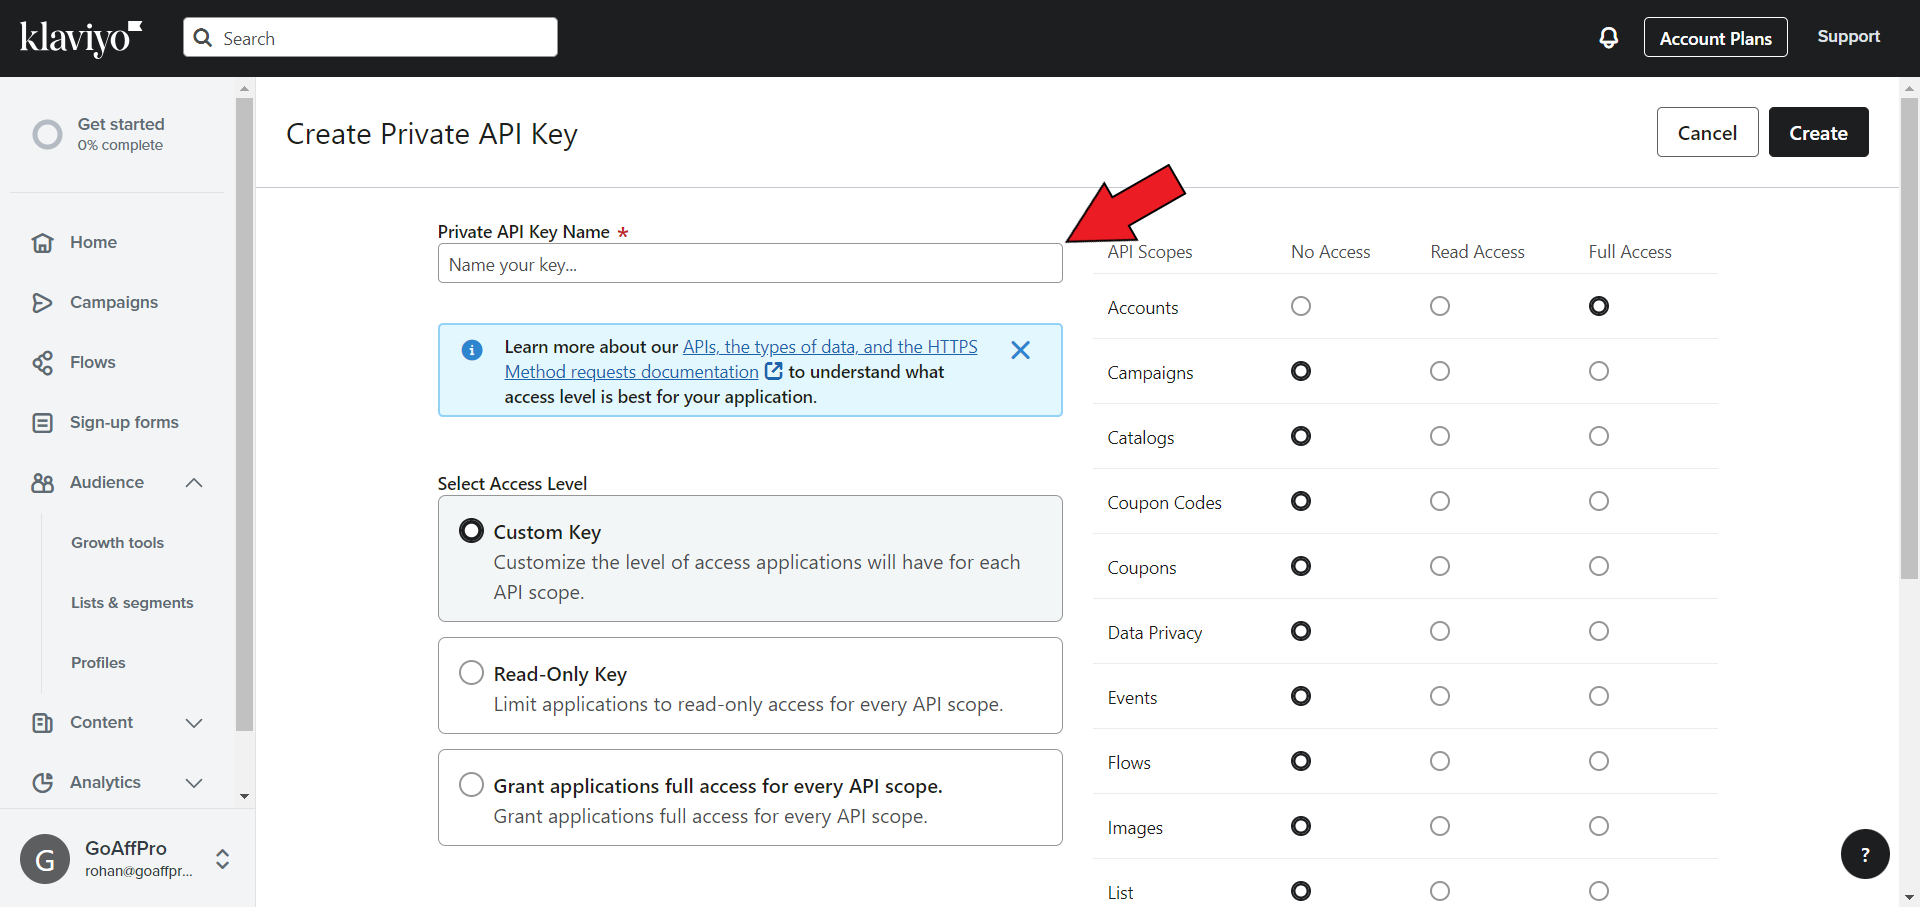 klaviyo
Search
Account Plans
Support
Get started
0% complete
Home
Campaigns
Flows
Sign-up forms
Audience
Growth tools
Lists & segments
Profiles
Content
Analytics
G
GoAffPro
rohan@goaffpr...
Create Private API Key
Cancel
Create
Private API Key Name *
Name your key...
Learn more about our APIs, the types of data, and the HTTPS
Method requests documentation to understand what
access level is best for your application.
Select Access Level
Custom Key
Customize the level of access applications will have for each
API scope.
Read-Only Key
Limit applications to read-only access for every API scope.
Grant applications full access for every API scope.
Grant applications full access for every API scope.
API Scopes No Access Read Access Full Access
Accounts
Campaigns
Catalogs
Coupon Codes
Coupons
Data Privacy
Events
Flows
Images
List
?